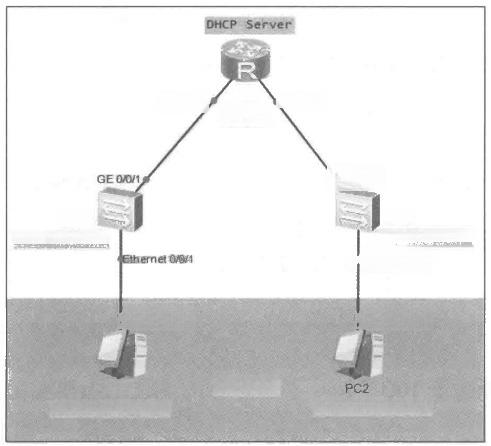 DHCP Server
R
GE 0/0/1
Ethernet 0/0/1
PC2